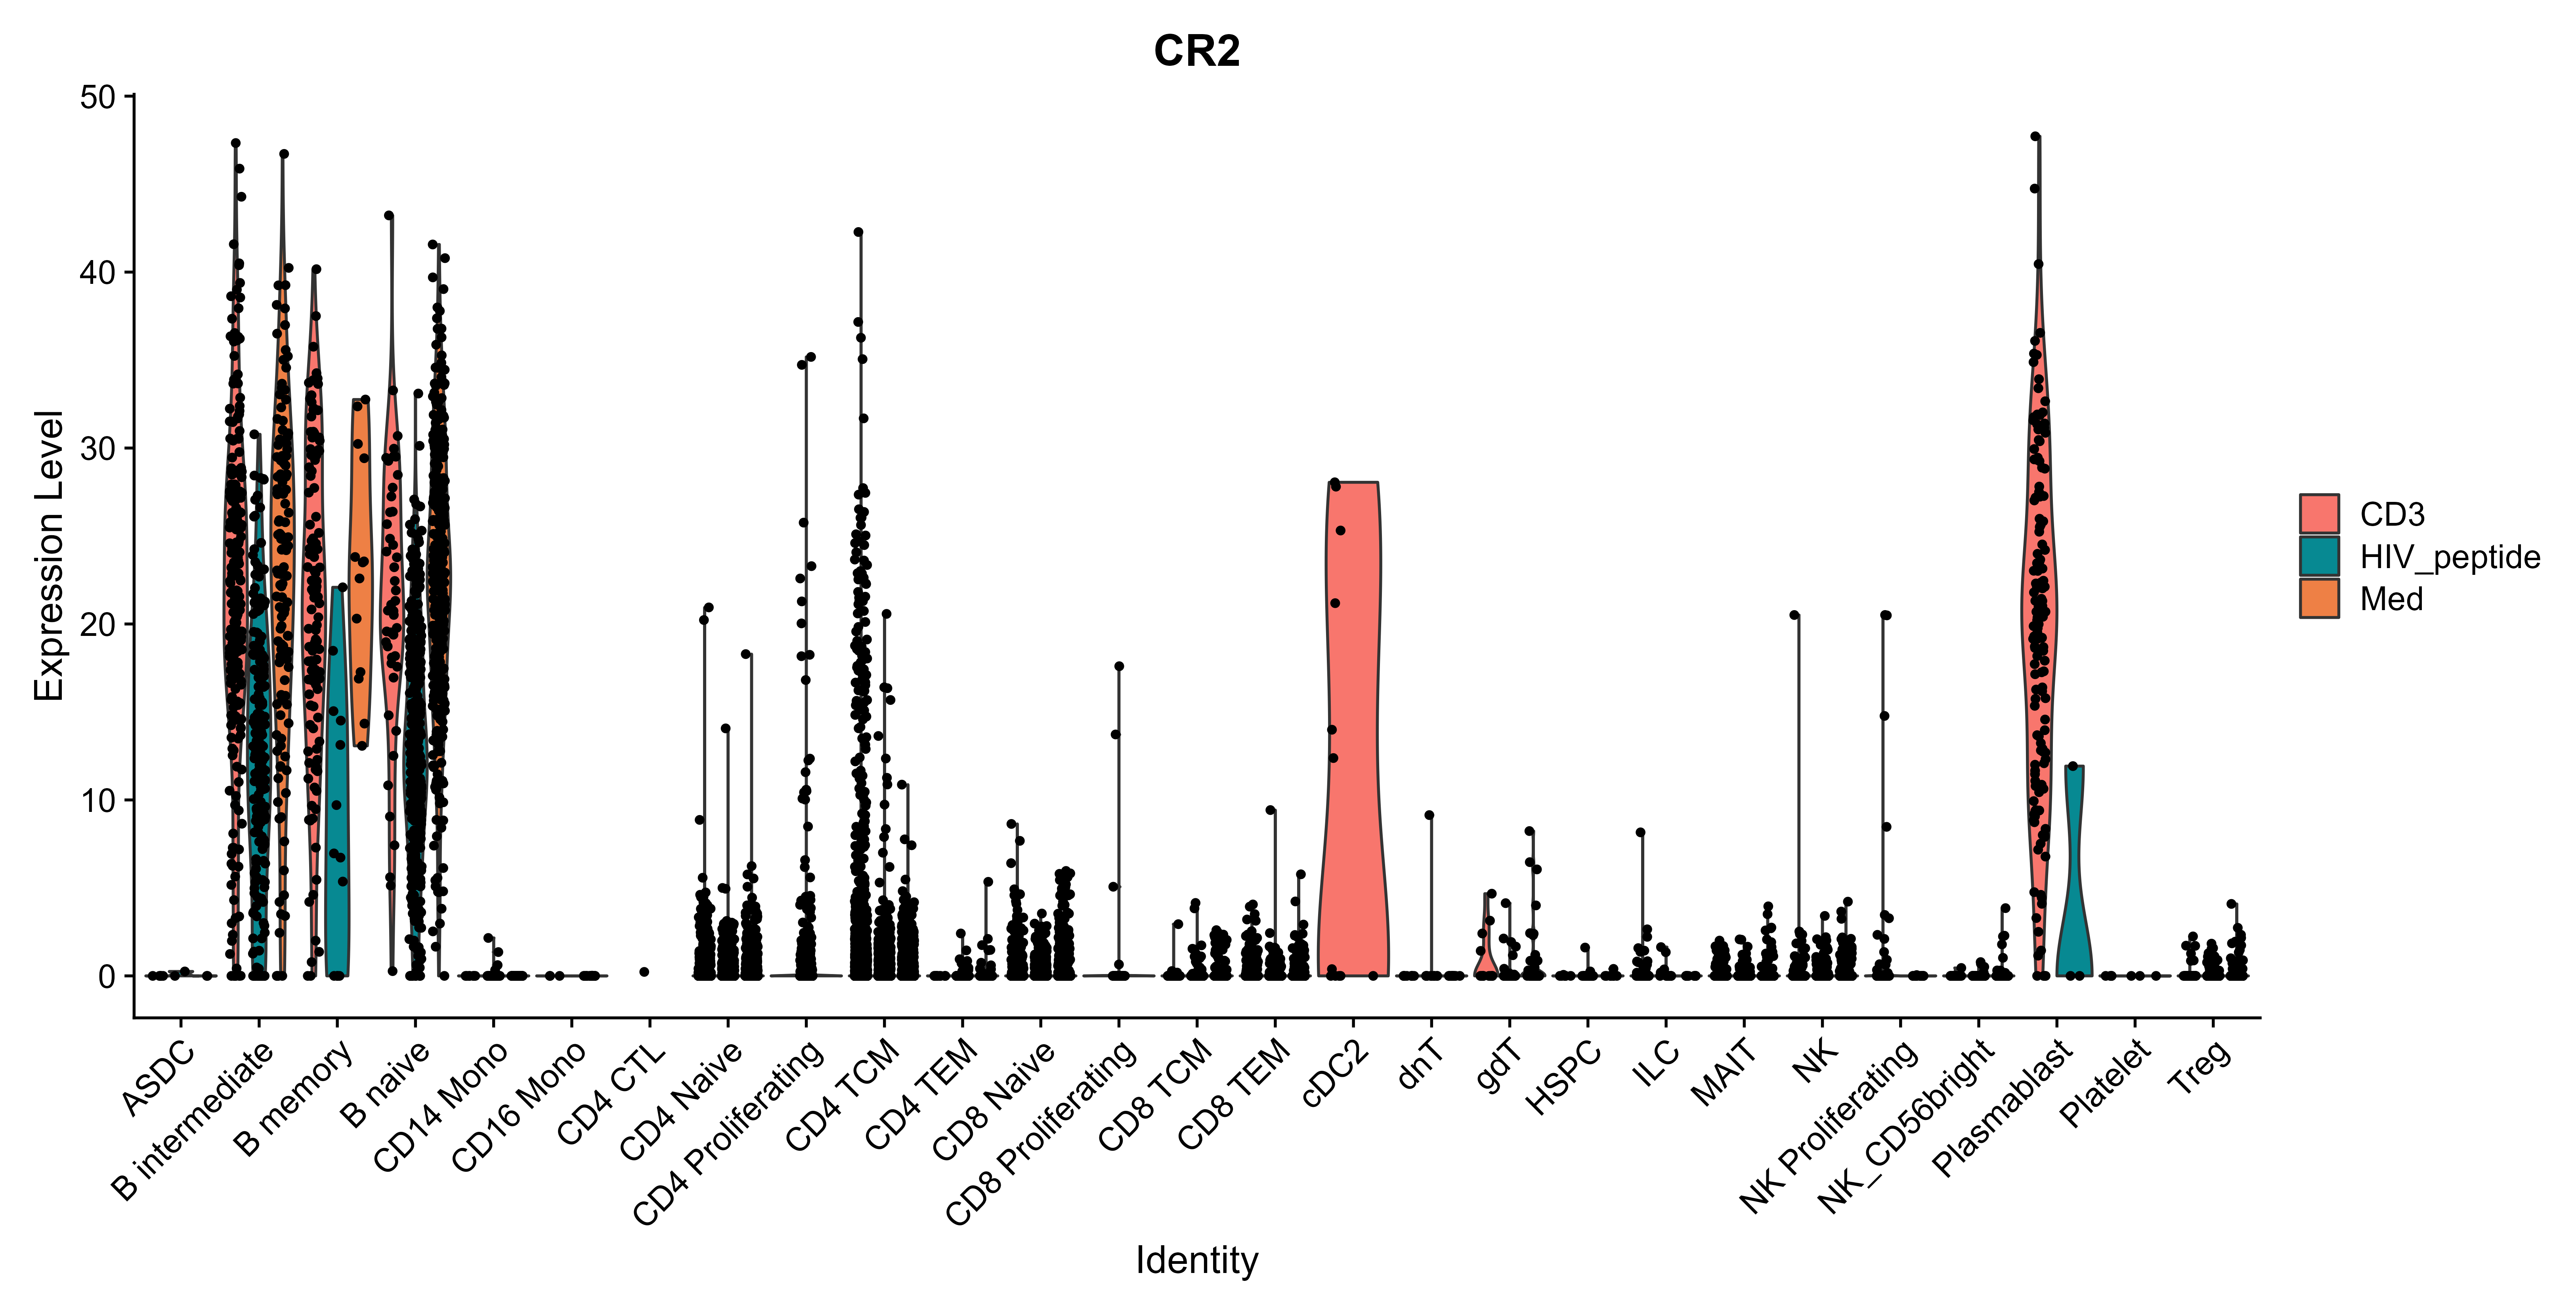 CR2
Expression Level
50
40
30
20
10
0
ASDC
B intermediate
B memory
B naive
CD14 Mono
CD16 Mono
CD4 CTL
CD4 Naive
CD4 Proliferating
CD4 TCM
CD4 TEM
CD8 Naive
CD8 Proliferating
CD8 TCM
CD8 TEM
cDC2
dnT
gdT
HSPC
ILC
MAIT
NK
NK Proliferating
NK_CD56bright
Plasmablast
Platelet
Treg
Identity
CD3
HIV_peptide
Med